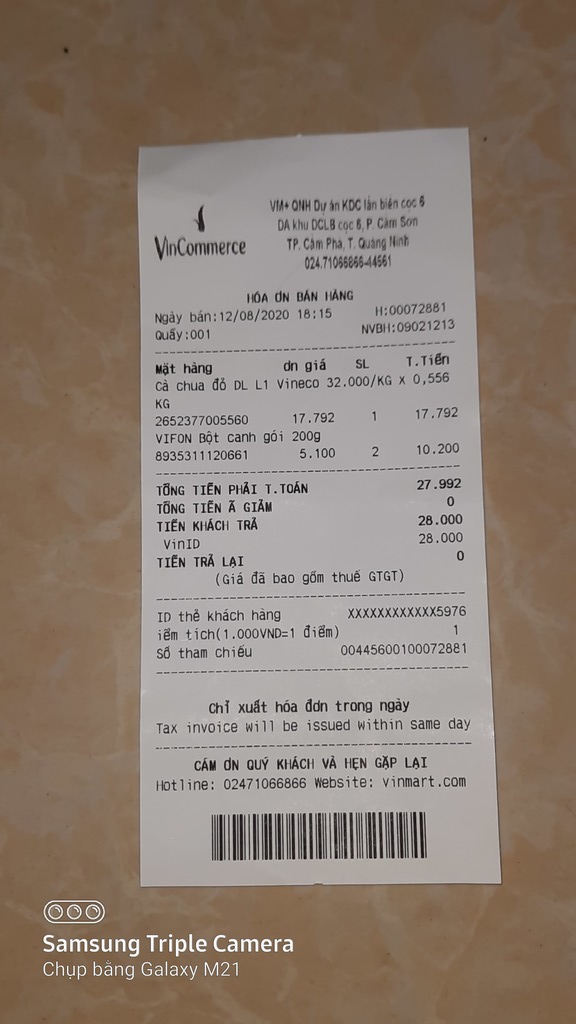 VinCommerce
VM+ QNH Dự án KDC lấn biên cọc 6
DA khu DCLB cọc 6, P. Cẩm Sơn
TP. Cẩm Phả, T. Quảng Ninh
024.71066866-44561
HÓA ƠN BÁN HÀNG
Ngày bán:12/08/2020 18:15 H:00072881
Quầy:001 NVBH:09021213
Mặt hàng ơn giá SL T.Tiền
Cà chua đỏ DL L1 Vineco 32.000/KG X 0,556
KG
2652377005560 17.792 1 17.792
VIFON Bột canh gói 200g
8935311120661 5.100 2 10.200
TỔNG TIỀN PHẢI T.TOÁN 27.992
TỔNG TIỀN Ã GIẢM 0
TIỀN KHÁCH TRẢ 28.000
VinID 28.000
TIỀN TRẢ LẠI 0
(Giá đã bao gồm thuế GTGT)
ID thẻ khách hàng XXXXXXXXXXXX5976
iểm tích(1.000VND=1 điểm) 1
Số tham chiếu 00445600100072881
Chỉ xuất hóa đơn trong ngày
Tax invoice will be issued within same day
CẢM ƠN QUÝ KHÁCH VÀ HẸN GẶP LẠI
Hotline: 02471066866 Website: vinmart.com
Samsung Triple Camera
Chụp bằng Galaxy M21